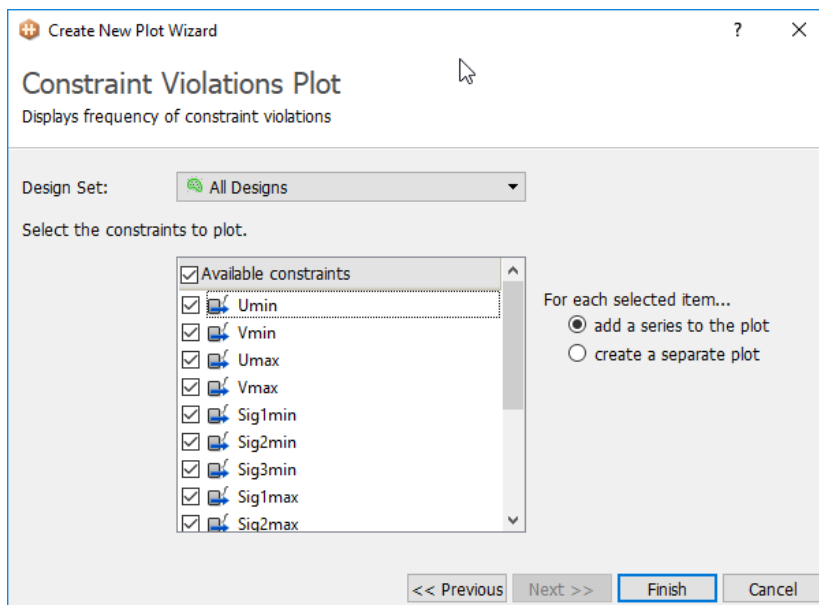 Create New Plot Wizard ?
Constraint Violations Plot
Displays frequency of constraint violations
Design Set: All Designs
Select the constraints to plot.
Available constraints
Umin
Vmin
Umax
Vmax
Sig1min
Sig2min
Sig3min
Sig1max
Sig2max
For each selected item...
add a series to the plot
create a separate plot
<< Previous Next >> Finish Cancel